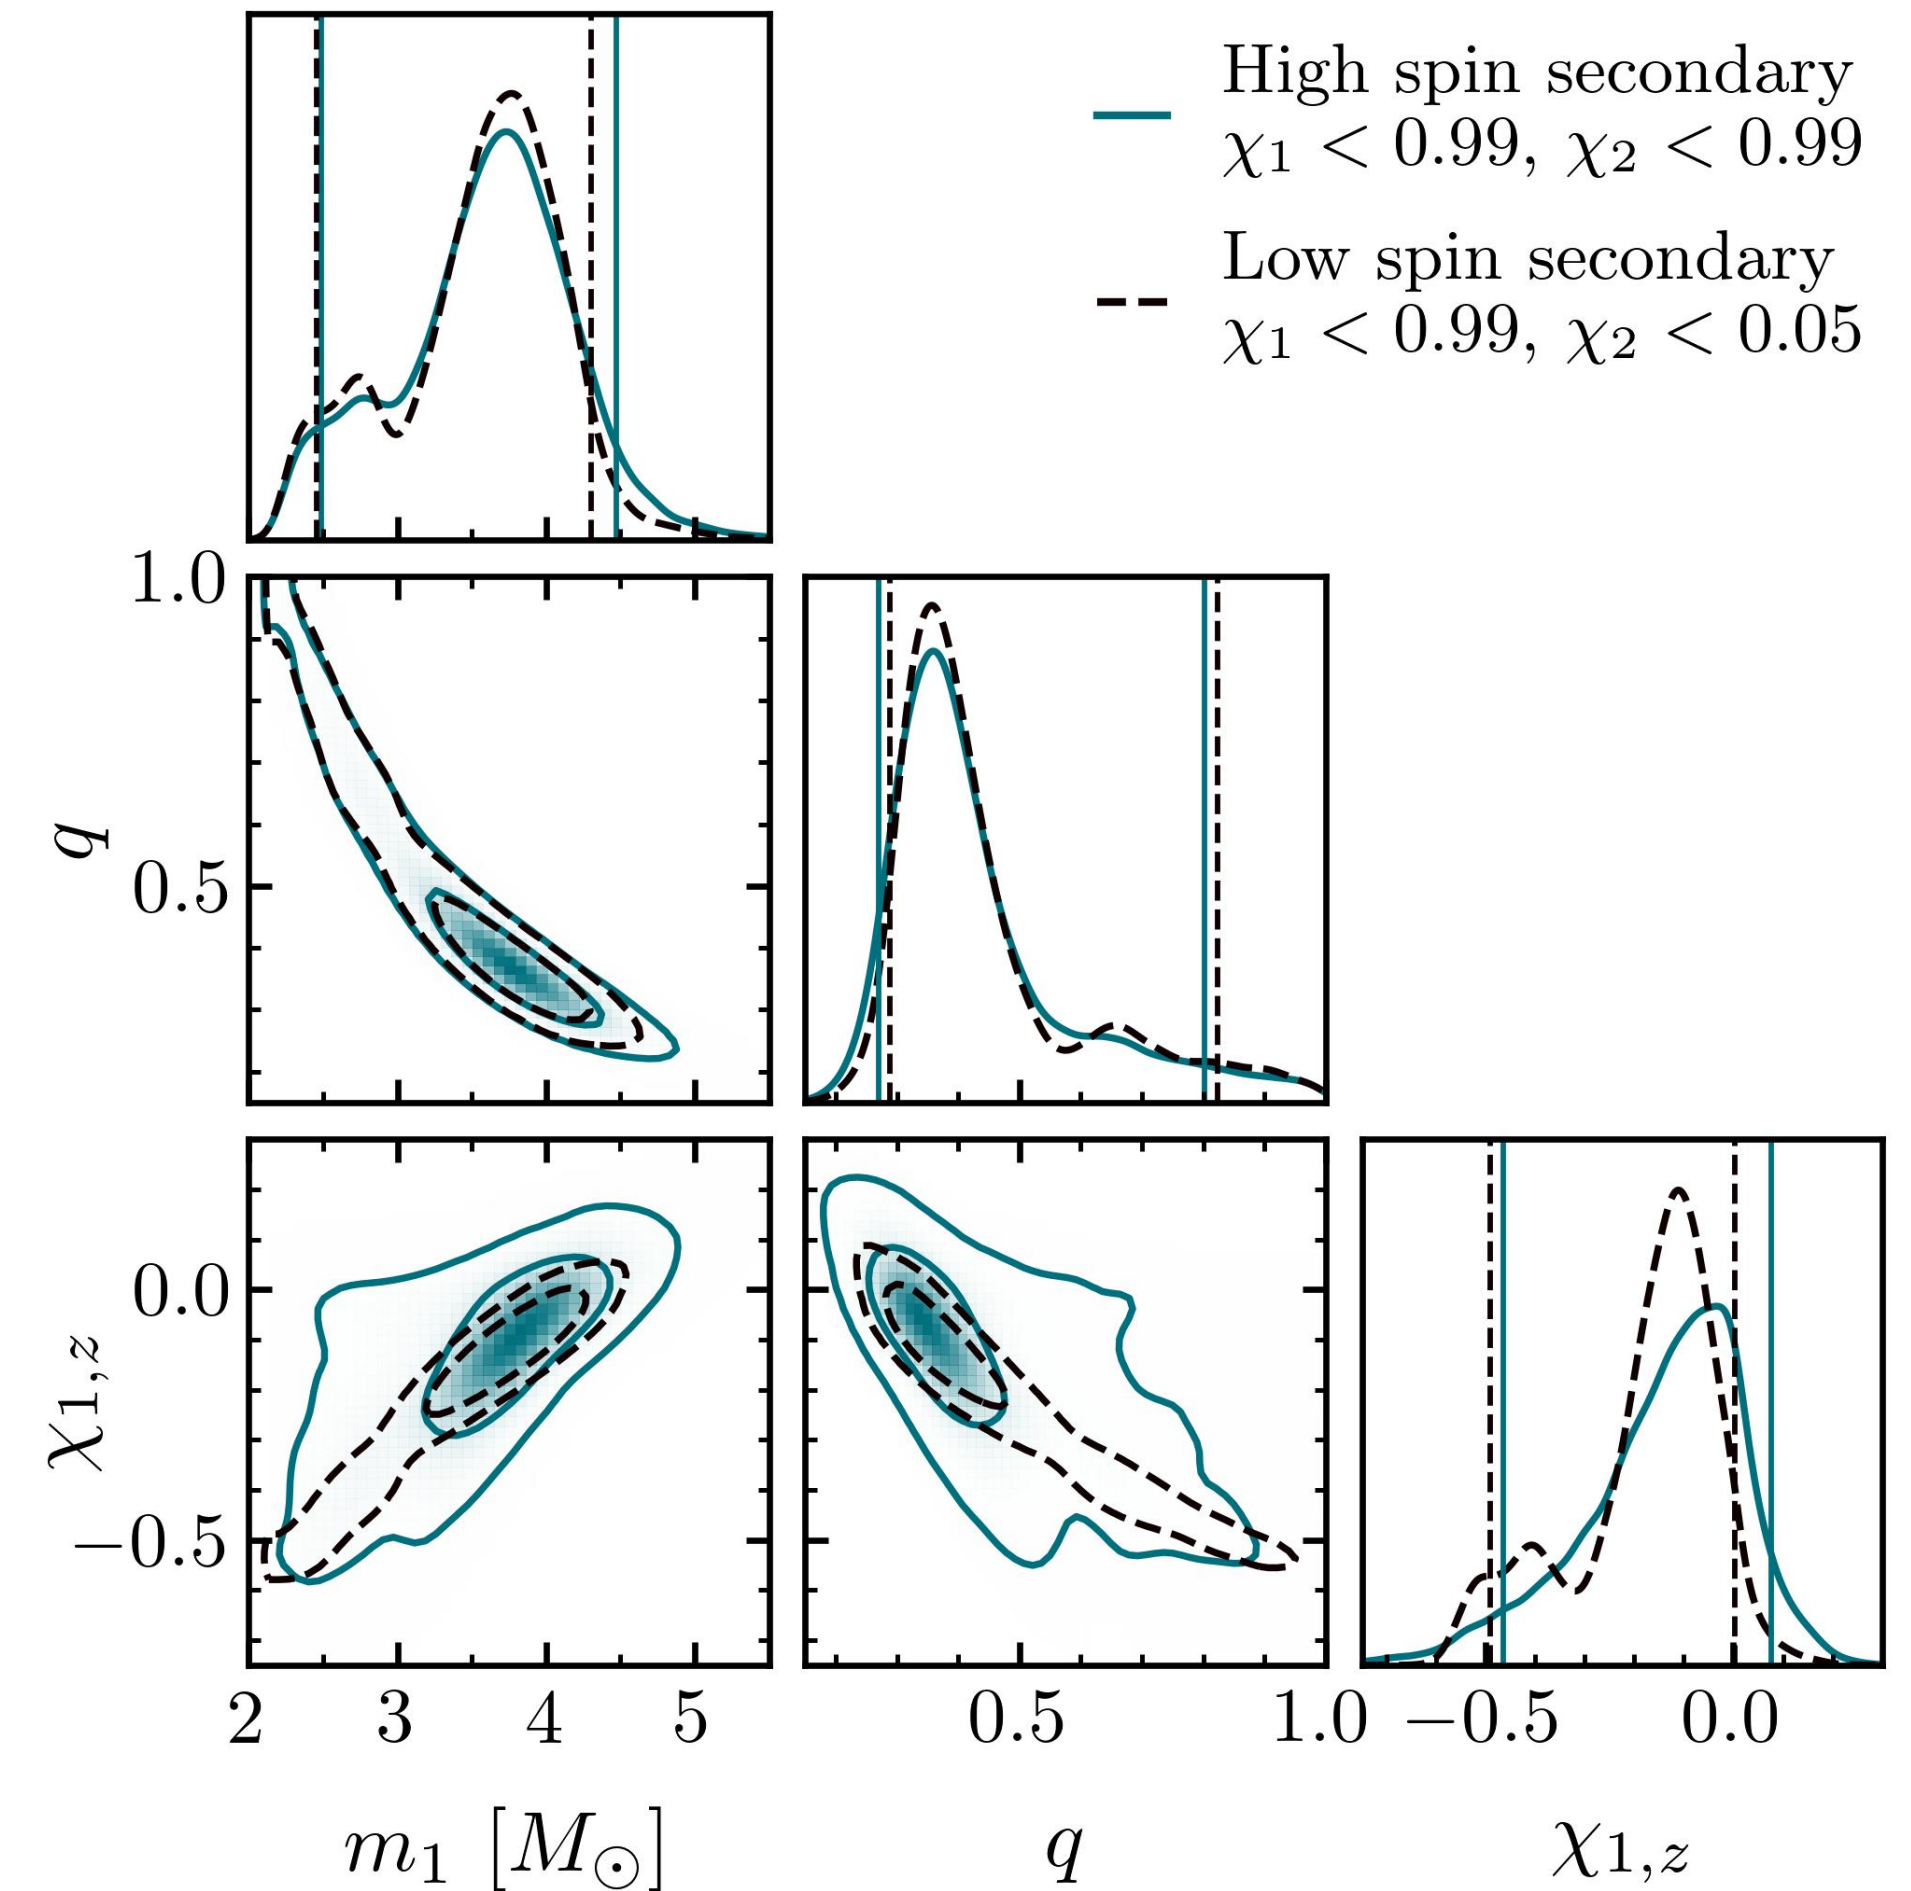 High spin secondary
χ₁ < 0.99, χ₂ < 0.99
Low spin secondary
χ₁ < 0.99, χ₂ < 0.05
1.0
q
0.5
0.0
χ₁,z
−0.5
2 3 4 5 0.5 1.0 −0.5 0.0
m₁ [M⊙] q χ₁,z